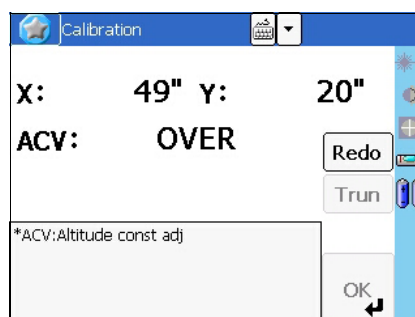 Calibration
X: 49" Y: 20"
ACV: OVER
Redo
Trun
*ACV:Altitude const adj
OK